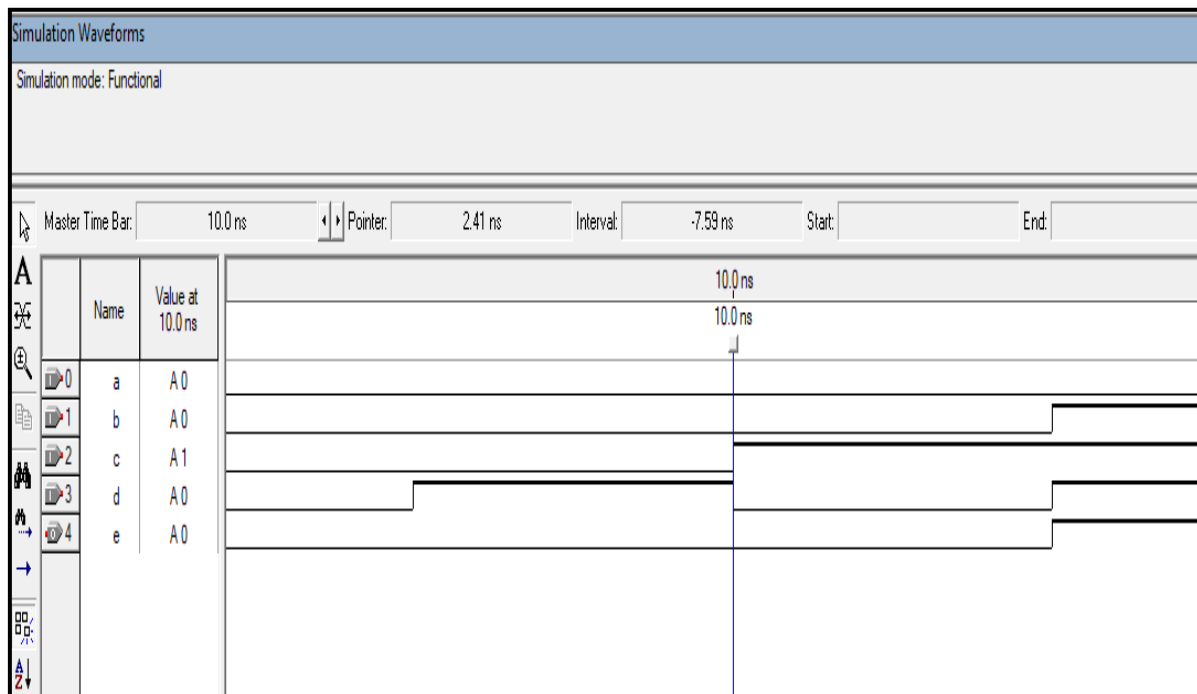 Simulation Waveforms
Simulation mode: Functional
Master Time Bar: 10.0 ns Pointer: 2.41 ns Interval: -7.59 ns Start: End:
A
Name
Value at
10.0 ns
10.0 ns
10.0 ns
0 a A 0
1 b A 0
2 c A 1
3 d A 0
4 e A 0
A
Z